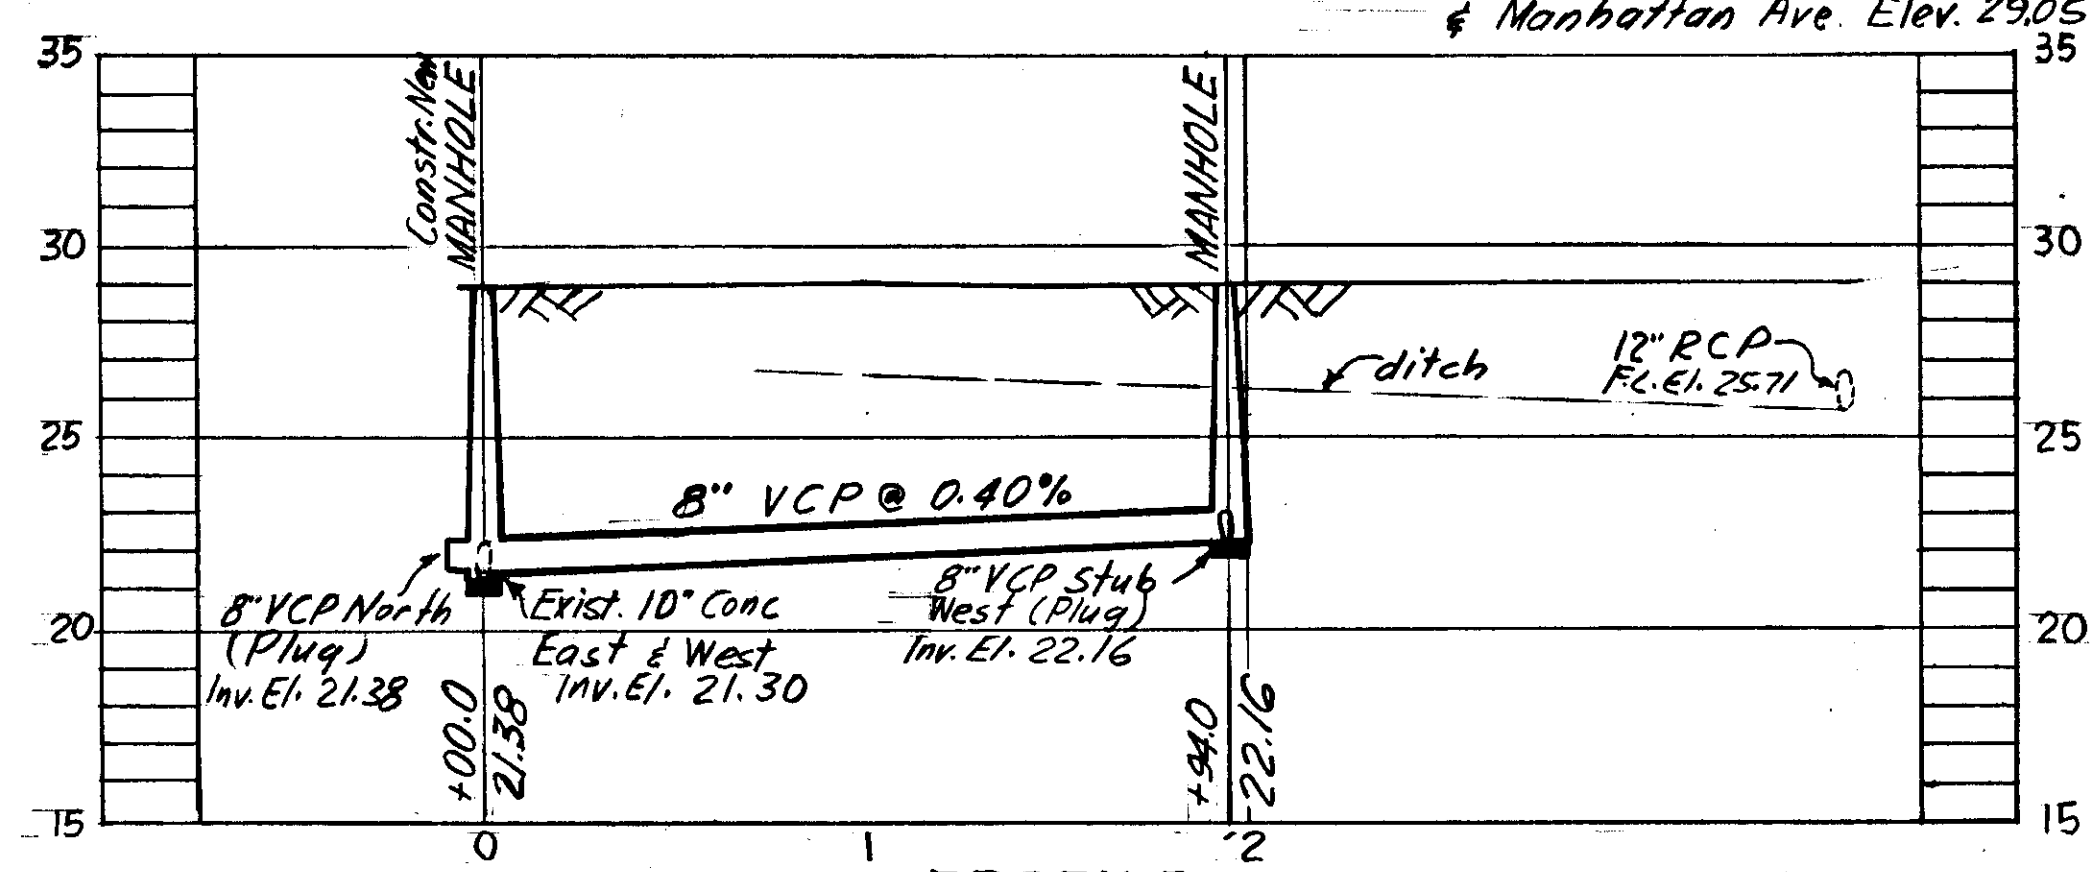 & Manhattan Ave. Elev. 29.05
35
35
Constr. New
MANHOLE
MANHOLE
30
30
ditch
12" RCP
F.L. El. 25.71
25
25
8" VCP @ 0.40%
8" VCP North
(Plug)
Inv. El. 21.38
Exist. 10" Conc
East & West
Inv. El. 21.30
8" VCP Stub
West (Plug)
Inv. El. 22.16
20
20
+00.0
21.38
+94.0
22.16
15
15
0
1
2